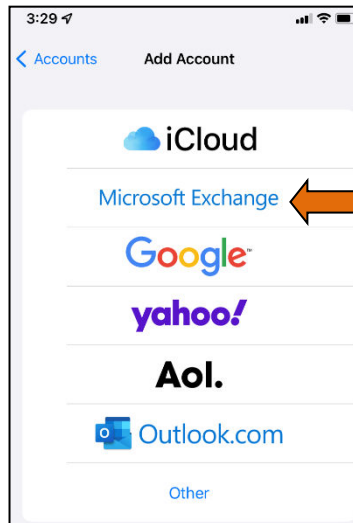 3:29
Accounts
Add Account
iCloud
Microsoft Exchange
Google
yahoo!
Aol.
Outlook.com
Other